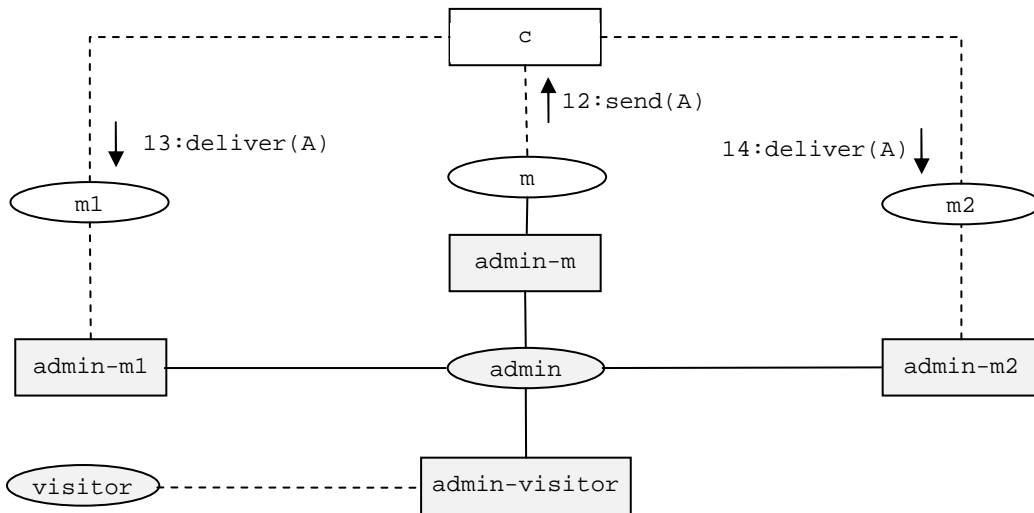 c
12:send(A)
13:deliver(A)
14:deliver(A)
m
m1
m2
admin-m
admin-m1
admin
admin-m2
visitor
admin-visitor